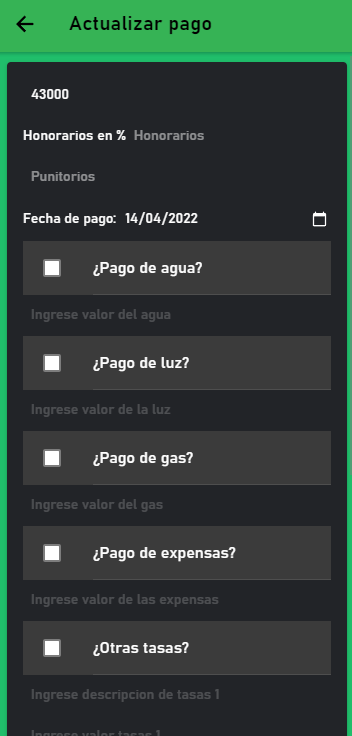 Actualizar pago
43000
Honorarios en % Honorarios
Punitorios
Fecha de pago: 14/04/2022
¿Pago de agua?
Ingrese valor del agua
¿Pago de luz?
Ingrese valor de la luz
¿Pago de gas?
Ingrese valor del gas
¿Pago de expensas?
Ingrese valor de las expensas
¿Otras tasas?
Ingrese descripcion de tasas 1
Ingrese valor tasas 1